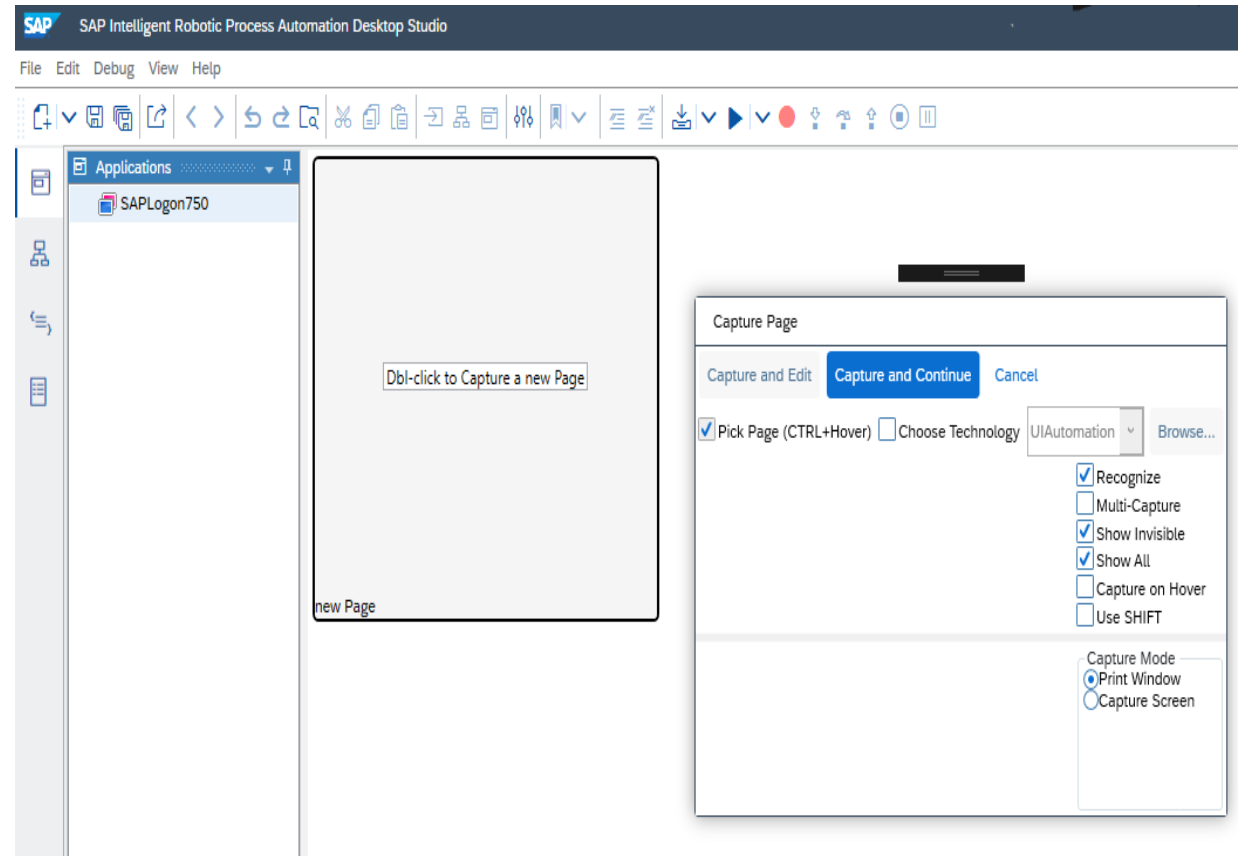 SAP SAP Intelligent Robotic Process Automation Desktop Studio
File Edit Debug View Help
Applications
SAPLogon750
Dbl-click to Capture a new Page
new Page
Capture Page
Capture and Edit Capture and Continue Cancel
Pick Page (CTRL+Hover) Choose Technology UIAutomation Browse...
Recognize
Multi-Capture
Show Invisible
Show All
Capture on Hover
Use SHIFT
Capture Mode
Print Window
Capture Screen